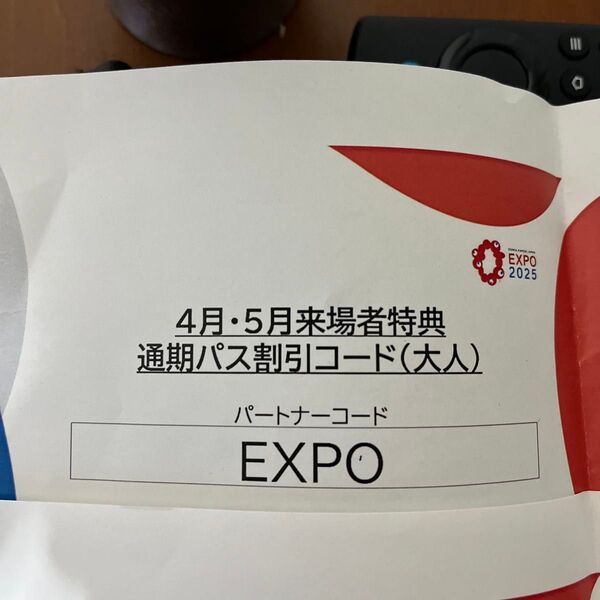 EXPO
2025
4月・5月来場者特典
通期パス割引コード(大人)
パートナーコード
EXPO